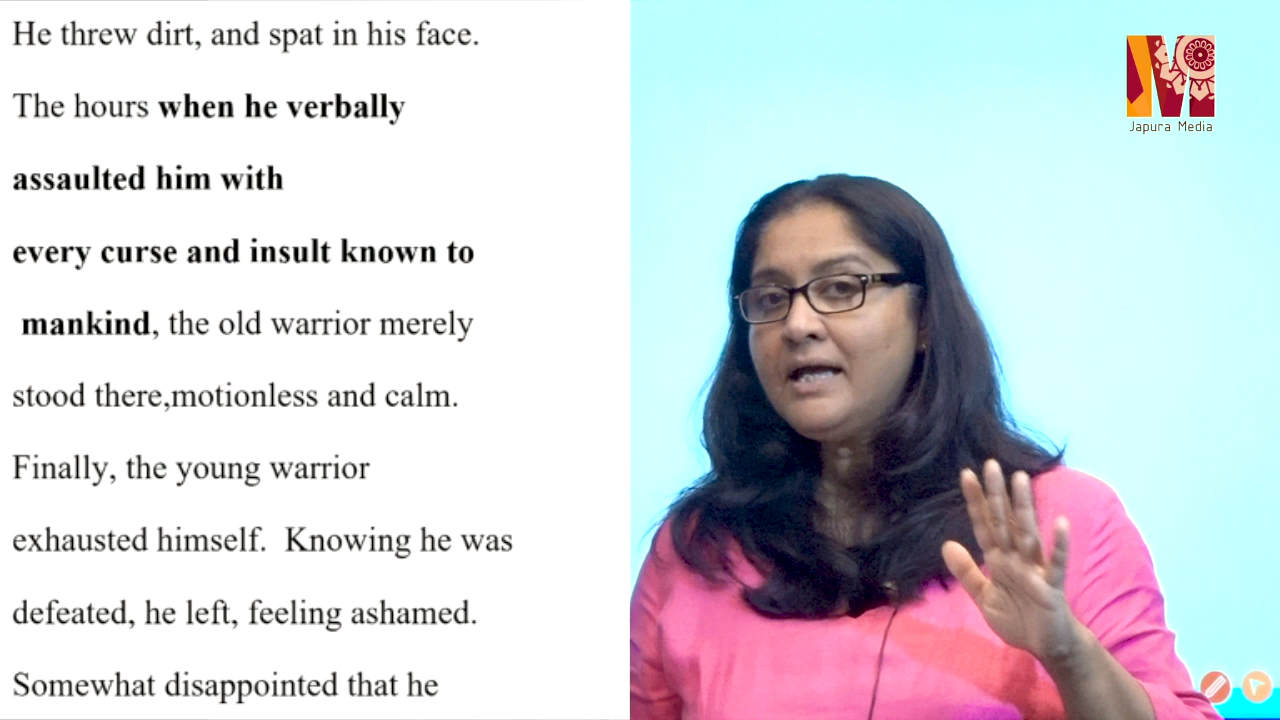 He threw dirt, and spat in his face.
The hours when he verbally
assaulted him with
every curse and insult known to
mankind, the old warrior merely
stood there,motionless and calm.
Finally, the young warrior
exhausted himself.  Knowing he was
defeated, he left, feeling ashamed.
Somewhat disappointed that he
Japura Media